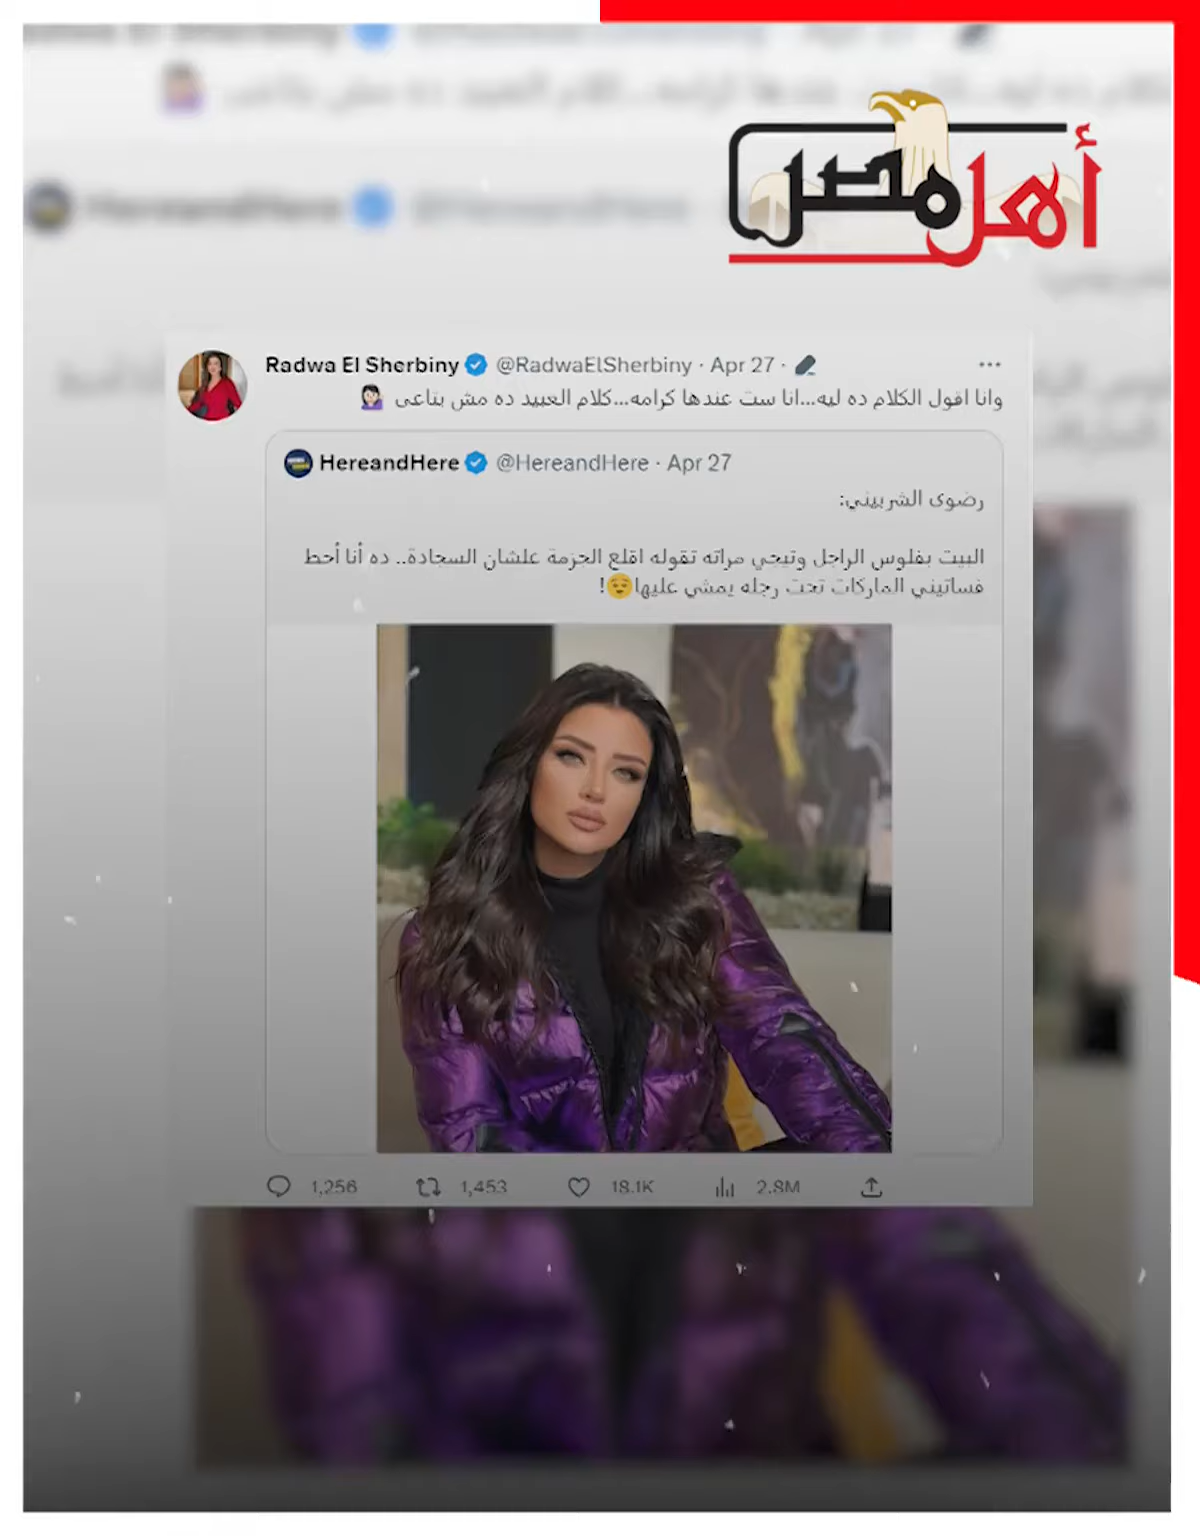 أهل مصر
Radwa El Sherbiny @RadwaElSherbiny · Apr 27 ·
وانا اقول الكلام ده ليه...انا ست عندها كرامه...كلام العبيد ده مش بتاعى 🤷🏻‍♀️
HereandHere @HereandHere · Apr 27
رضوى الشربيني:
البيت بفلوس الراجل وتيجي مراته تقوله اقلع الجزمة علشان السجادة.. ده أنا أحط
فساتيني الماركات تحت رجله يمشي عليها😌!
1,256 1,453 18.1K 2.8M